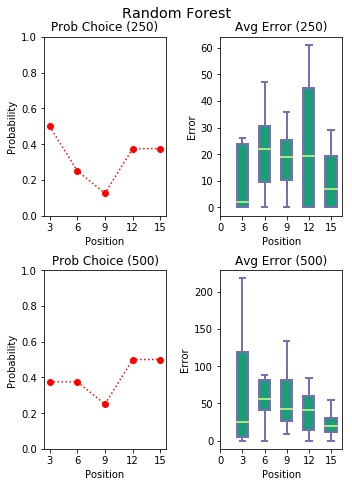 Random Forest
Prob Choice (250)
Avg Error (250)
Probability
1.0
0.8
0.6
0.4
0.2
0.0
3 6 9 12 15
Position
Error
60
50
40
30
20
10
0
0 3 6 9 12 15
Position
Prob Choice (500)
Avg Error (500)
Probability
1.0
0.8
0.6
0.4
0.2
0.0
3 6 9 12 15
Position
Error
200
150
100
50
0
0 3 6 9 12 15
Position